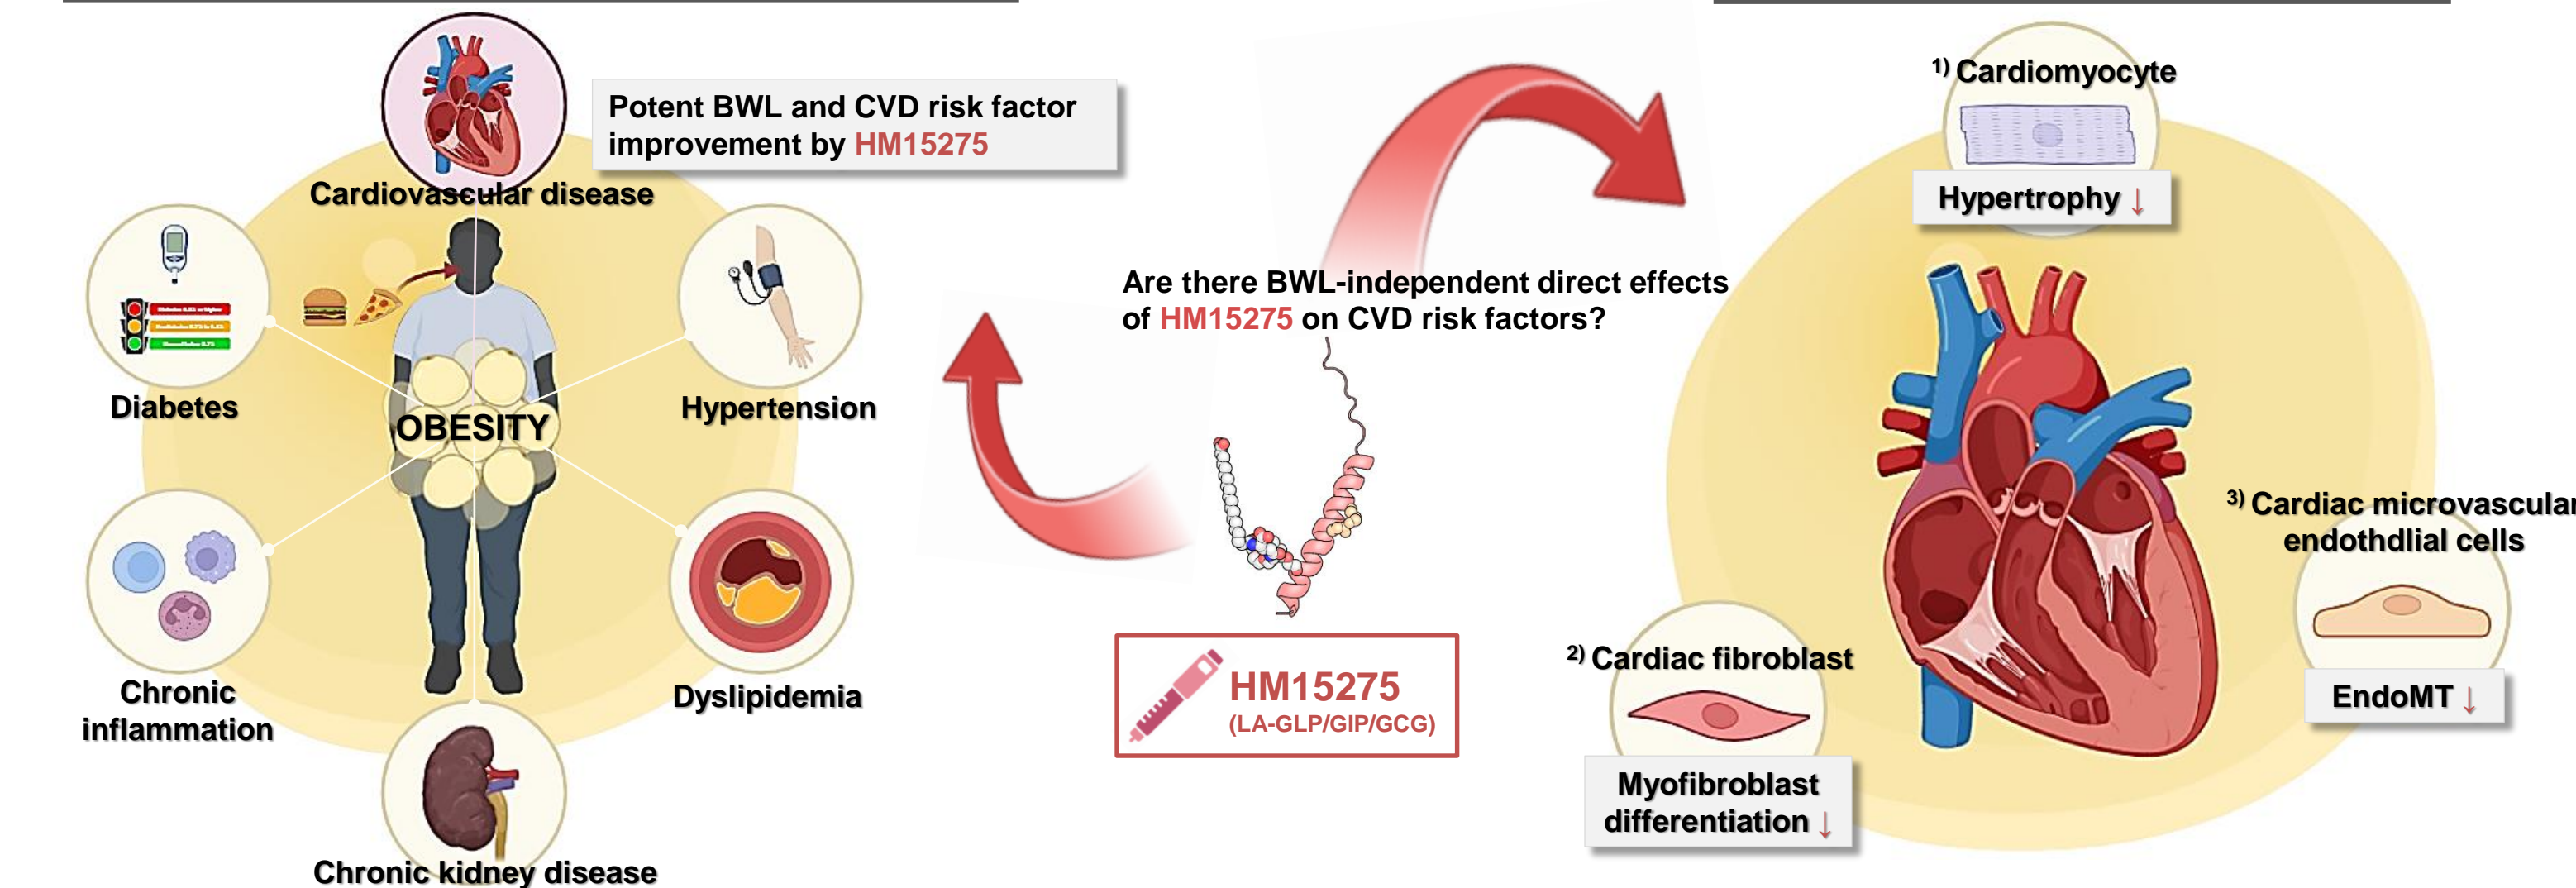 Potent BWL and CVD risk factor
improvement by HM15275
Cardiovascular disease
Diabetes
OBESITY
Hypertension
Chronic
inflammation
Dyslipidemia
Chronic kidney disease
Are there BWL-independent direct effects
of HM15275 on CVD risk factors?
HM15275
(LA-GLP/GIP/GCG)
1) Cardiomyocyte
Hypertrophy ↓
2) Cardiac fibroblast
Myofibroblast
differentiation ↓
3) Cardiac microvascular
endothdlial cells
EndoMT ↓